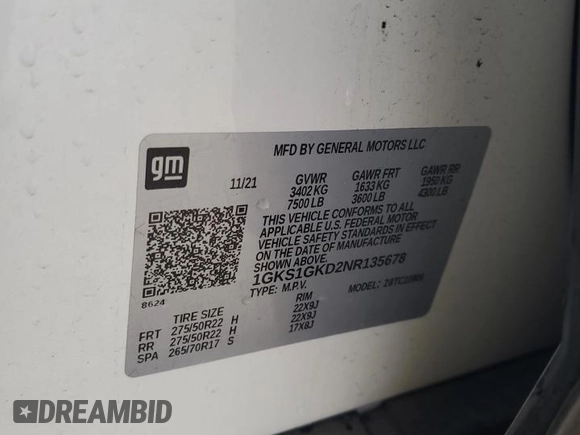 gm
MFD BY GENERAL MOTORS LLC
11/21 GVWR GAWR FRT GAWR RR
3402 KG 1633 KG 1950 KG
7500 LB 3600 LB 4300 LB
THIS VEHICLE CONFORMS TO ALL
APPLICABLE U.S. FEDERAL MOTOR
VEHICLE SAFETY STANDARDS IN EFFECT
ON THE DATE OF MANUFACTURE
SHOWN ABOVE.
1GKS1GKD2NR135678
8624 TYPE: M.P.V. MODEL:
TIRE SIZE RIM
FRT 275/50R22 H 22X9J
RR 275/50R22 H 22X9J
SPA 265/70R17 S 17X8J
DREAMBID